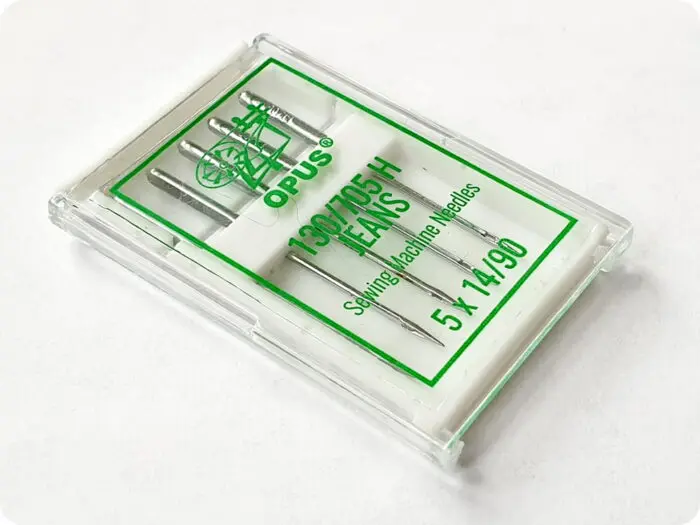 OPUS®
130/705 H
JEANS
Sewing Machine Needles
5 x 14/90